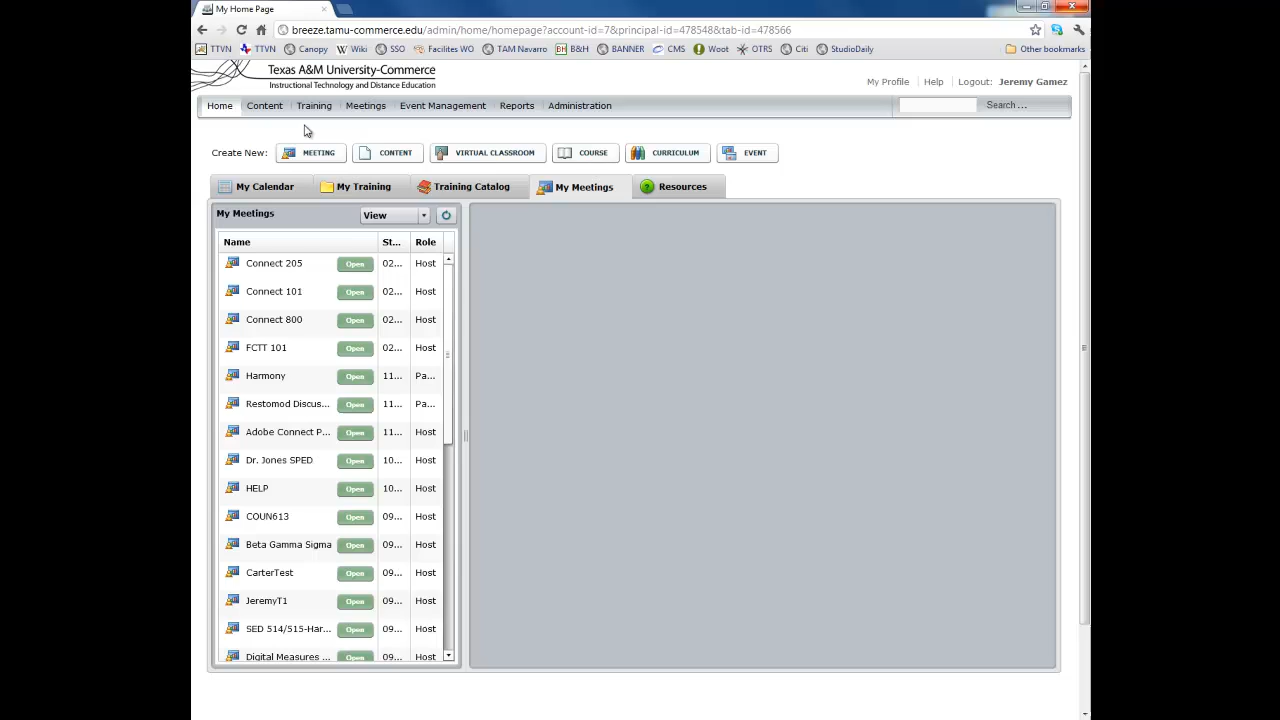 My Home Page
breeze.tamu-commerce.edu/admin/home/homepage?account-id=7&principal-id=478548&tab-id=478566
TTVN TTVN Canopy Wiki SSO Facilites WO TAM Navarro B&H BANNER CMS Woot OTRS Citi StudioDaily Other bookmarks
Texas A&M University-Commerce
Instructional Technology and Distance Education
My Profile Help Logout: Jeremy Gamez
Home Content Training Meetings Event Management Reports Administration Search ...
Create New: MEETING CONTENT VIRTUAL CLASSROOM COURSE CURRICULUM EVENT
My Calendar My Training Training Catalog My Meetings Resources
My Meetings View
Name St... Role
Connect 205 Open 02... Host
Connect 101 Open 02... Host
Connect 800 Open 02... Host
FCTT 101 Open 02... Host
Harmony Open 11... Pa...
Restomod Discus... Open 11... Pa...
Adobe Connect P... Open 11... Host
Dr. Jones SPED Open 10... Host
HELP Open 10... Host
COUN613 Open 09... Host
Beta Gamma Sigma Open 09... Host
CarterTest Open 09... Host
JeremyT1 Open 09... Host
SED 514/515-Har... Open 09... Host
Digital Measures ... Open 09... Host